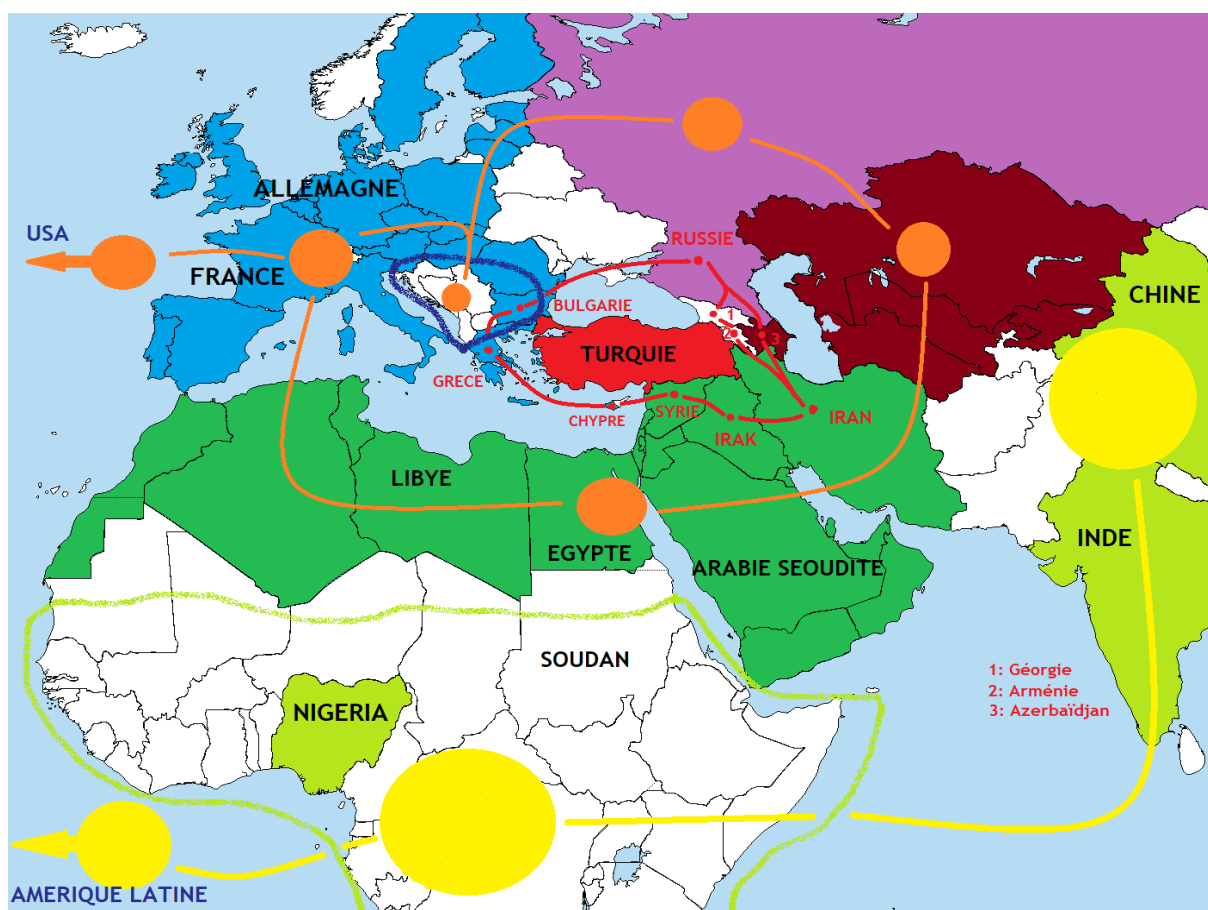 ALLEMAGNE
USA
RUSSIE
FRANCE
CHINE
BULGARIE
1
2
3
TURQUIE
GRECE
CHYPRE
SYRIE
IRAK
IRAN
LIBYE
INDE
EGYPTE
ARABIE SEOUDITE
SOUDAN
1: Géorgie
2: Arménie
3: Azerbaïdjan
NIGERIA
AMERIQUE LATINE